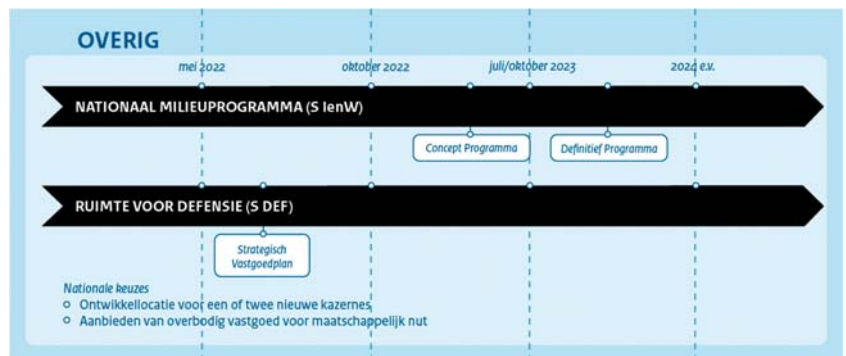 OVERIG
mei 2022
oktober 2022
juli/oktober 2023
2024 e.v.
NATIONAAL MILIEUPROGRAMMA (S IenW)
Concept Programma
Definitief Programma
RUIMTE VOOR DEFENSIE (S DEF)
Strategisch
Vastgoedplan
Nationale keuzes
Ontwikkellocatie voor een of twee nieuwe kazernes
Aanbieden van overbodig vastgoed voor maatschappelijk nut